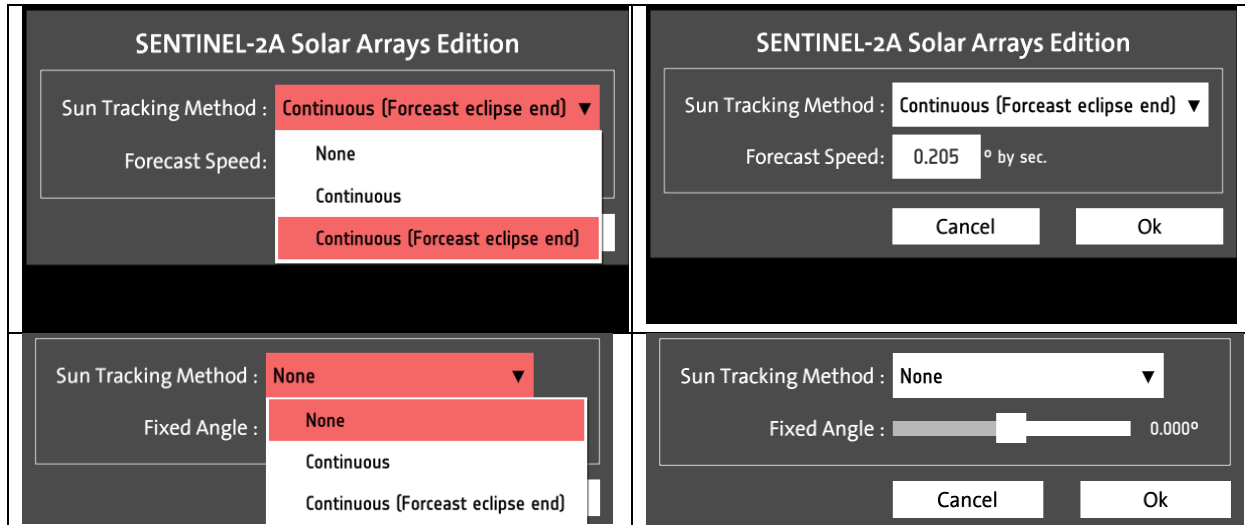 SENTINEL-2A Solar Arrays Edition
Sun Tracking Method : Continuous (Forceast eclipse end) ▼
Forecast Speed:
None
Continuous
Continuous (Forceast eclipse end)
SENTINEL-2A Solar Arrays Edition
Sun Tracking Method : Continuous (Forceast eclipse end) ▼
Forecast Speed: 0.205 º by sec.
Cancel Ok
Sun Tracking Method : None ▼
Fixed Angle :
None
Continuous
Continuous (Forceast eclipse end)
Sun Tracking Method : None ▼
Fixed Angle : 0.000º
Cancel Ok